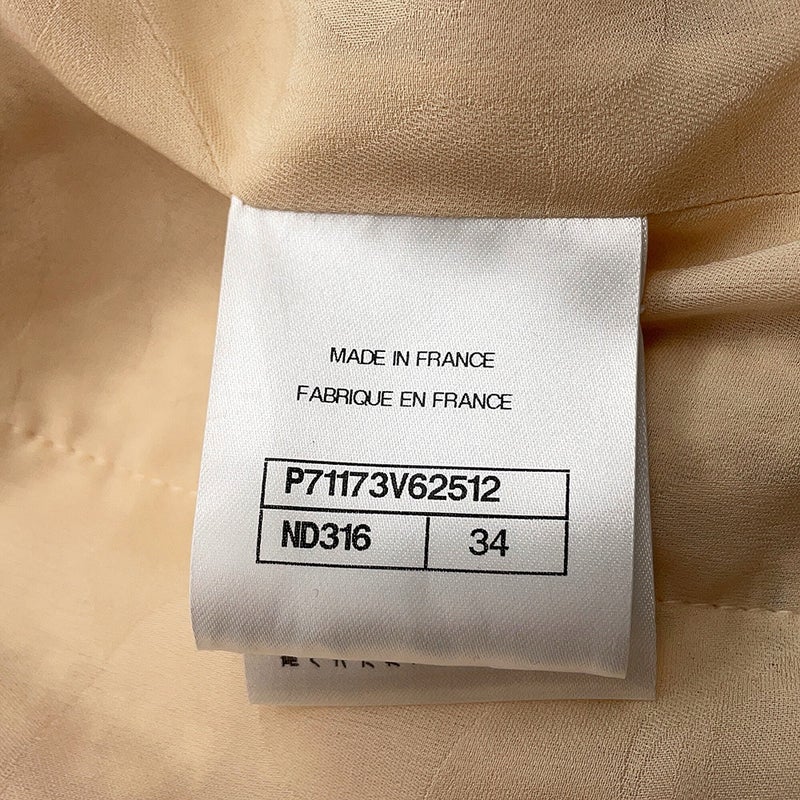 MADE IN FRANCE
FABRIQUE EN FRANCE
P71173V62512
ND316 34